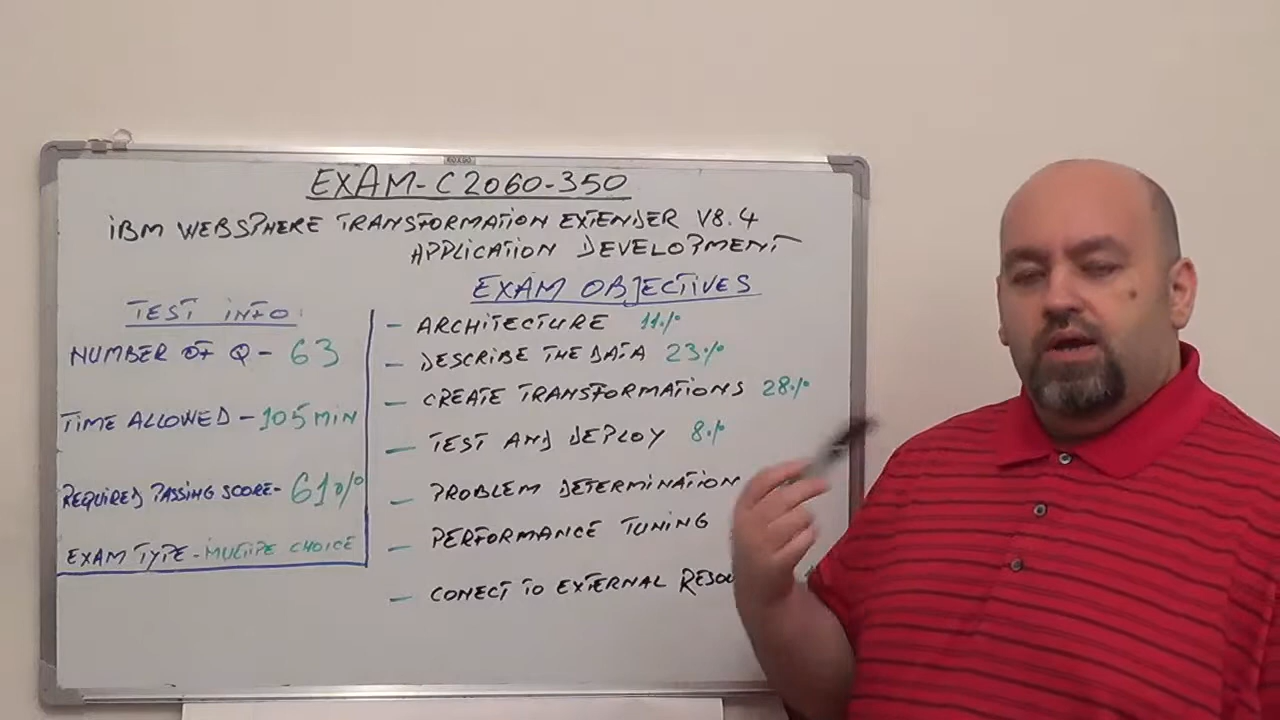 EXAM-C2060-350
IBM WEBSPHERE TRANSFORMATION EXTENDER V8.4
APPLICATION DEVELOPMENT
TEST INFO:
NUMBER OF Q - 63
TIME ALLOWED - 105 MIN
REQUIRED PASSING SCORE - 61%
EXAM TYPE - MULTIPE CHOICE
EXAM OBJECTIVES
- ARCHITECTURE 11%
- DESCRIBE THE DATA 23%
- CREATE TRANSFORMATIONS 28%
- TEST AND DEPLOY 8%
- PROBLEM DETERMINATION
- PERFORMANCE TUNING
- CONECT TO EXTERNAL RESOU